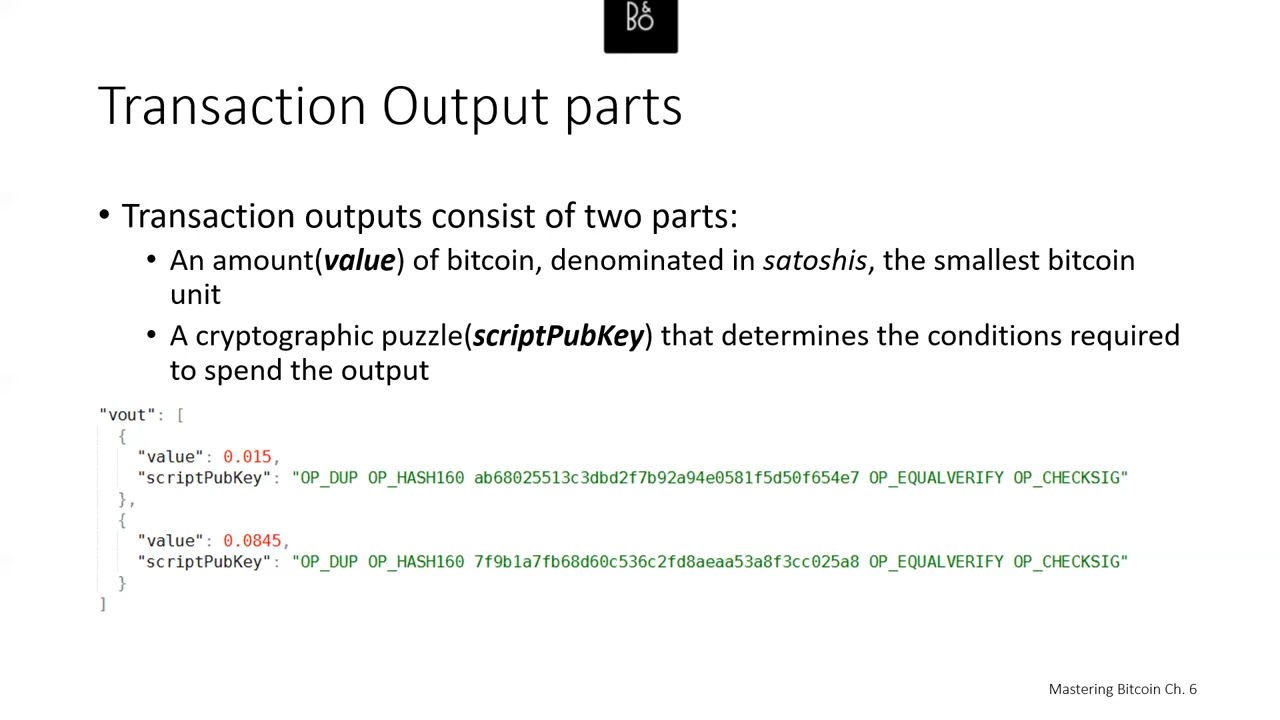 D&
BO
Transaction Output parts
• Transaction outputs consist of two parts:
• An amount(value) of bitcoin, denominated in satoshis, the smallest bitcoin
unit
• A cryptographic puzzle(scriptPubKey) that determines the conditions required
to spend the output
"vout": [
{
"value": 0.015,
"scriptPubKey": "OP_DUP OP_HASH160 ab68025513c3dbd2f7b92a94e0581f5d50f654e7 OP_EQUALVERIFY OP_CHECKSIG"
},
{
"value": 0.0845,
"scriptPubKey": "OP_DUP OP_HASH160 7f9b1a7fb68d60c536c2fd8aeaa53a8f3cc025a8 OP_EQUALVERIFY OP_CHECKSIG"
}
]
Mastering Bitcoin Ch. 6